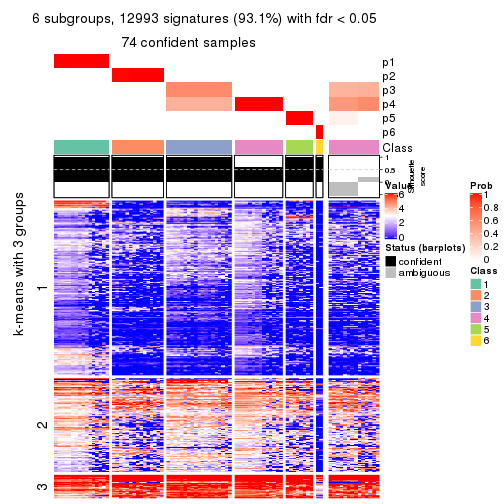 6 subgroups, 12993 signatures (93.1%) with fdr < 0.05
74 confident samples
p1
p2
p3
p4
p5
p6
Class
1
0.5
0
Silhouette
score
k-means with 3 groups
1
2
3
Value
6
4
2
0
Status (barplots)
confident
ambiguous
Prob
1
0.8
0.6
0.4
0.2
0
Class
1
2
3
4
5
6